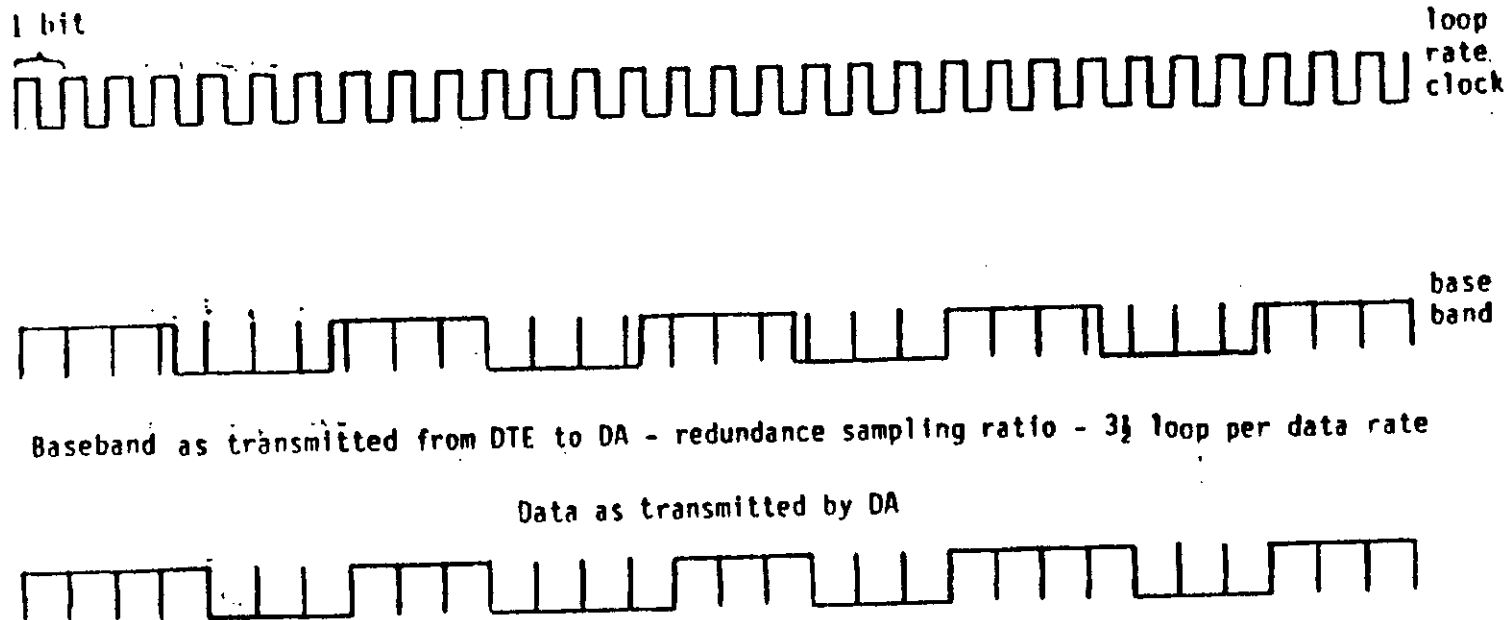 1 bit
loop
rate
clock
base
band
Baseband as transmitted from DTE to DA - redundance sampling ratio - 3½ loop per data rate
Data as transmitted by DA